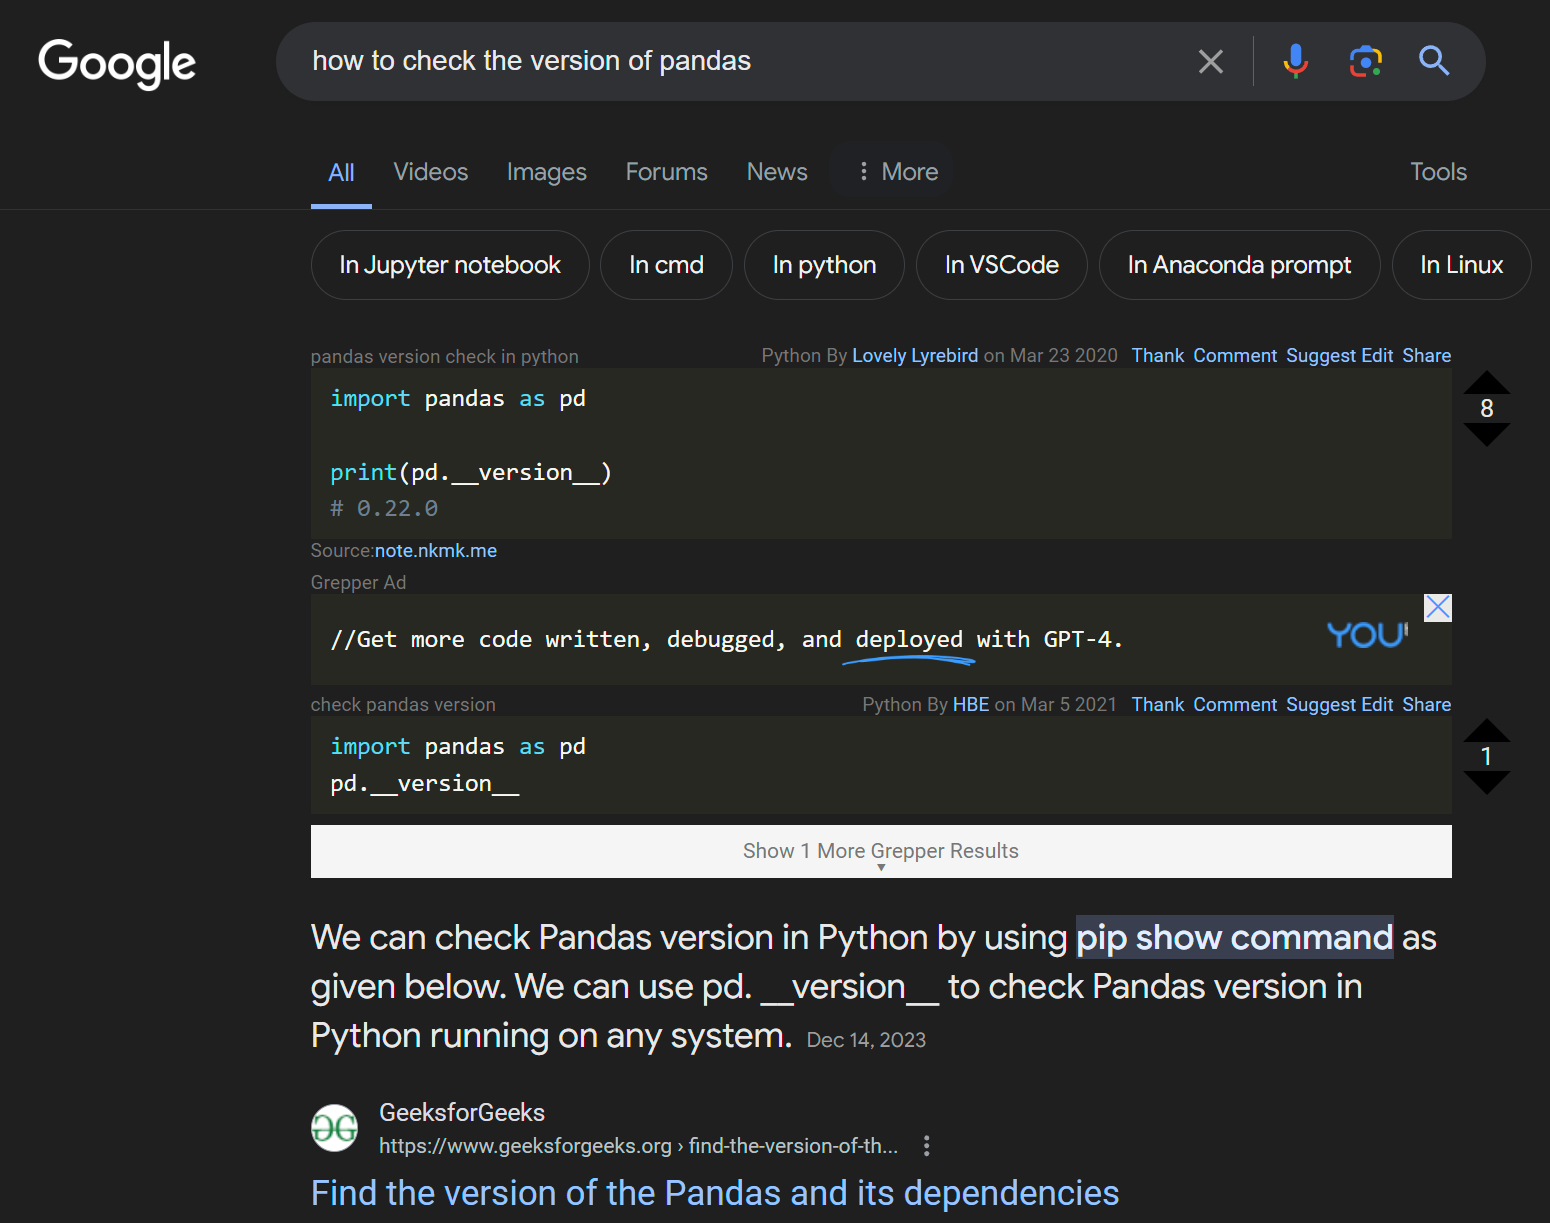 Google
how to check the version of pandas
All Videos Images Forums News More Tools
In Jupyter notebook In cmd In python In VSCode In Anaconda prompt In Linux
pandas version check in python Python By Lovely Lyrebird on Mar 23 2020 Thank Comment Suggest Edit Share
import pandas as pd
8
print(pd.__version__)
# 0.22.0
Source:note.nkmk.me
Grepper Ad
//Get more code written, debugged, and deployed with GPT-4.
YOU
check pandas version Python By HBE on Mar 5 2021 Thank Comment Suggest Edit Share
import pandas as pd
1
pd.__version__
Show 1 More Grepper Results
We can check Pandas version in Python by using pip show command as
given below. We can use pd. __version__ to check Pandas version in
Python running on any system. Dec 14, 2023
GG
GeeksforGeeks
https://www.geeksforgeeks.org › find-the-version-of-th...
Find the version of the Pandas and its dependencies